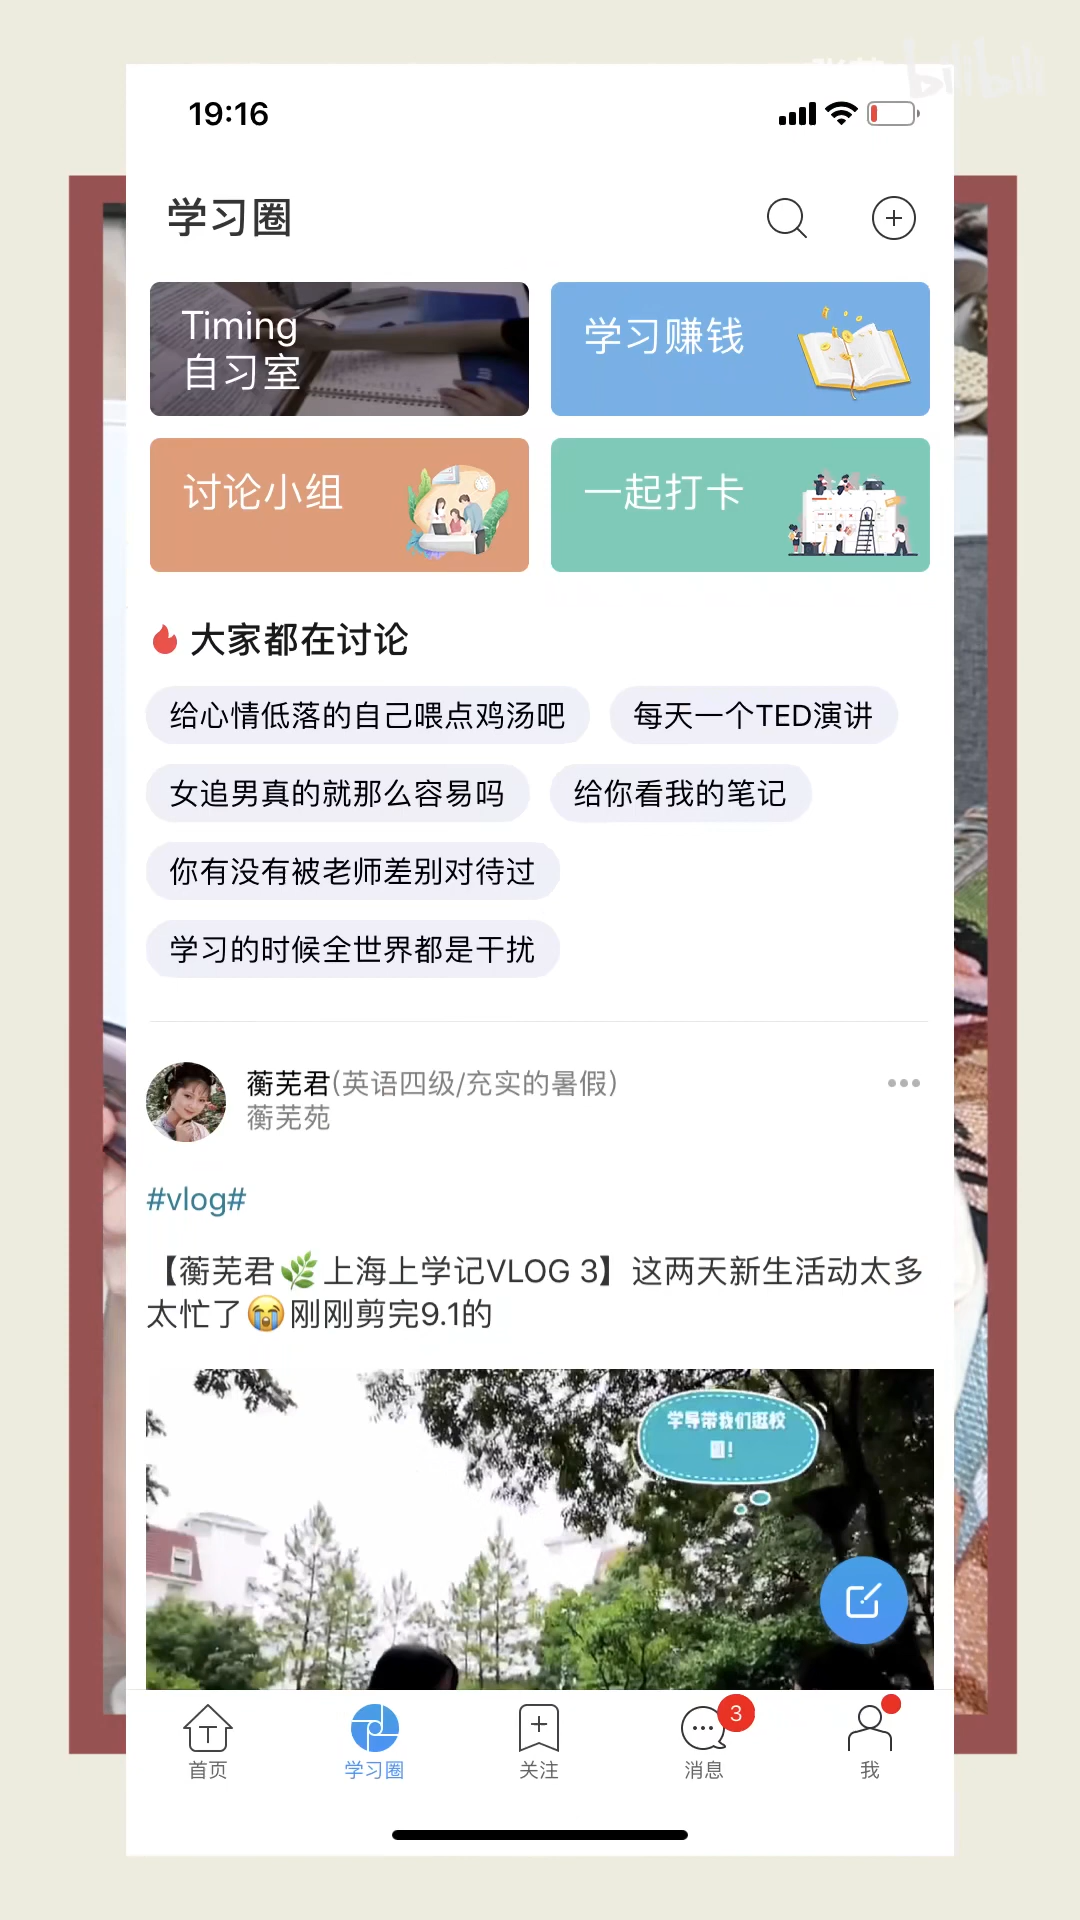 bilibili
19:16
学习圈
Timing
自习室
学习赚钱
讨论小组
一起打卡
大家都在讨论
给心情低落的自己喂点鸡汤吧
每天一个TED演讲
女追男真的就那么容易吗
给你看我的笔记
你有没有被老师差别对待过
学习的时候全世界都是干扰
蘅芜君(英语四级/充实的暑假)
蘅芜苑
#vlog#
【蘅芜君🌿上海上学记VLOG 3】这两天新生活动太多
太忙了😭刚刚剪完9.1的
学导带我们逛校
园!
首页
学习圈
关注
消息
3
我